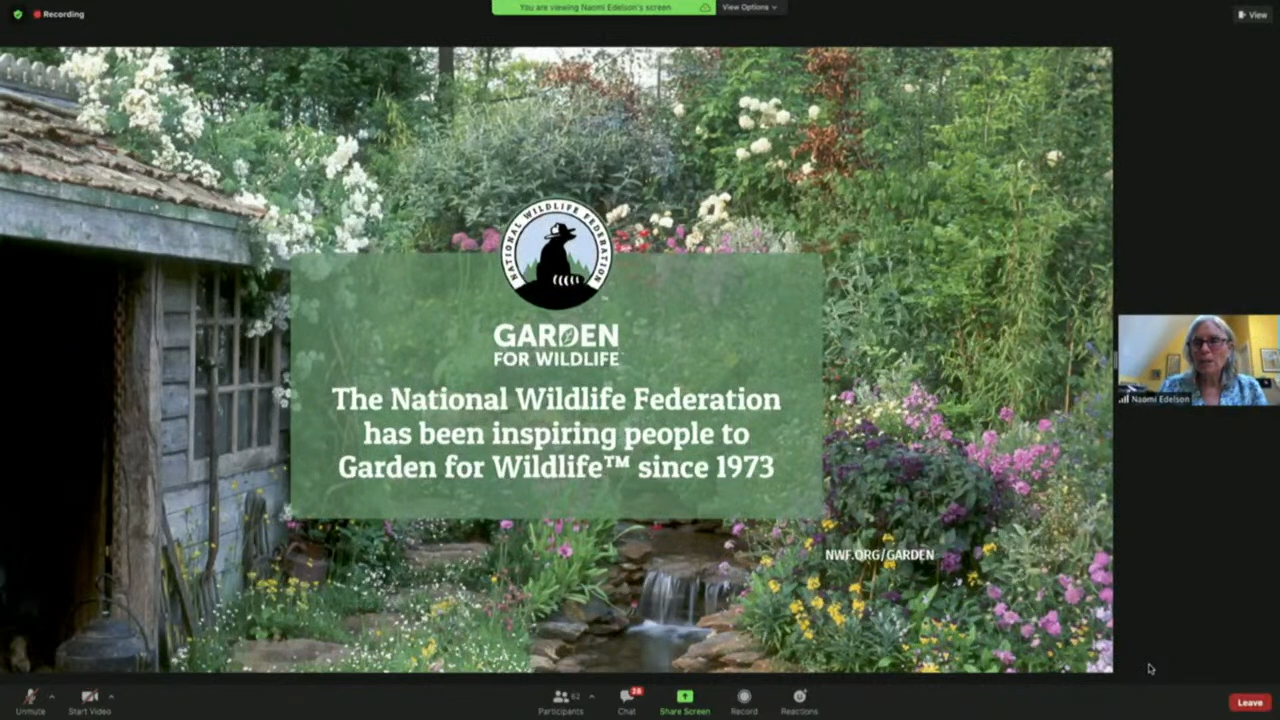 Recording
You are viewing Naomi Edelson's screen
View Options
View
NATIONAL WILDLIFE FEDERATION
GARDEN
FOR WILDLIFE
The National Wildlife Federation
has been inspiring people to
Garden for Wildlife™ since 1973
NWF.ORG/GARDEN
Naomi Edelson
Unmute
Start Video
62
Participants
Chat
Share Screen
Record
Reactions
Leave